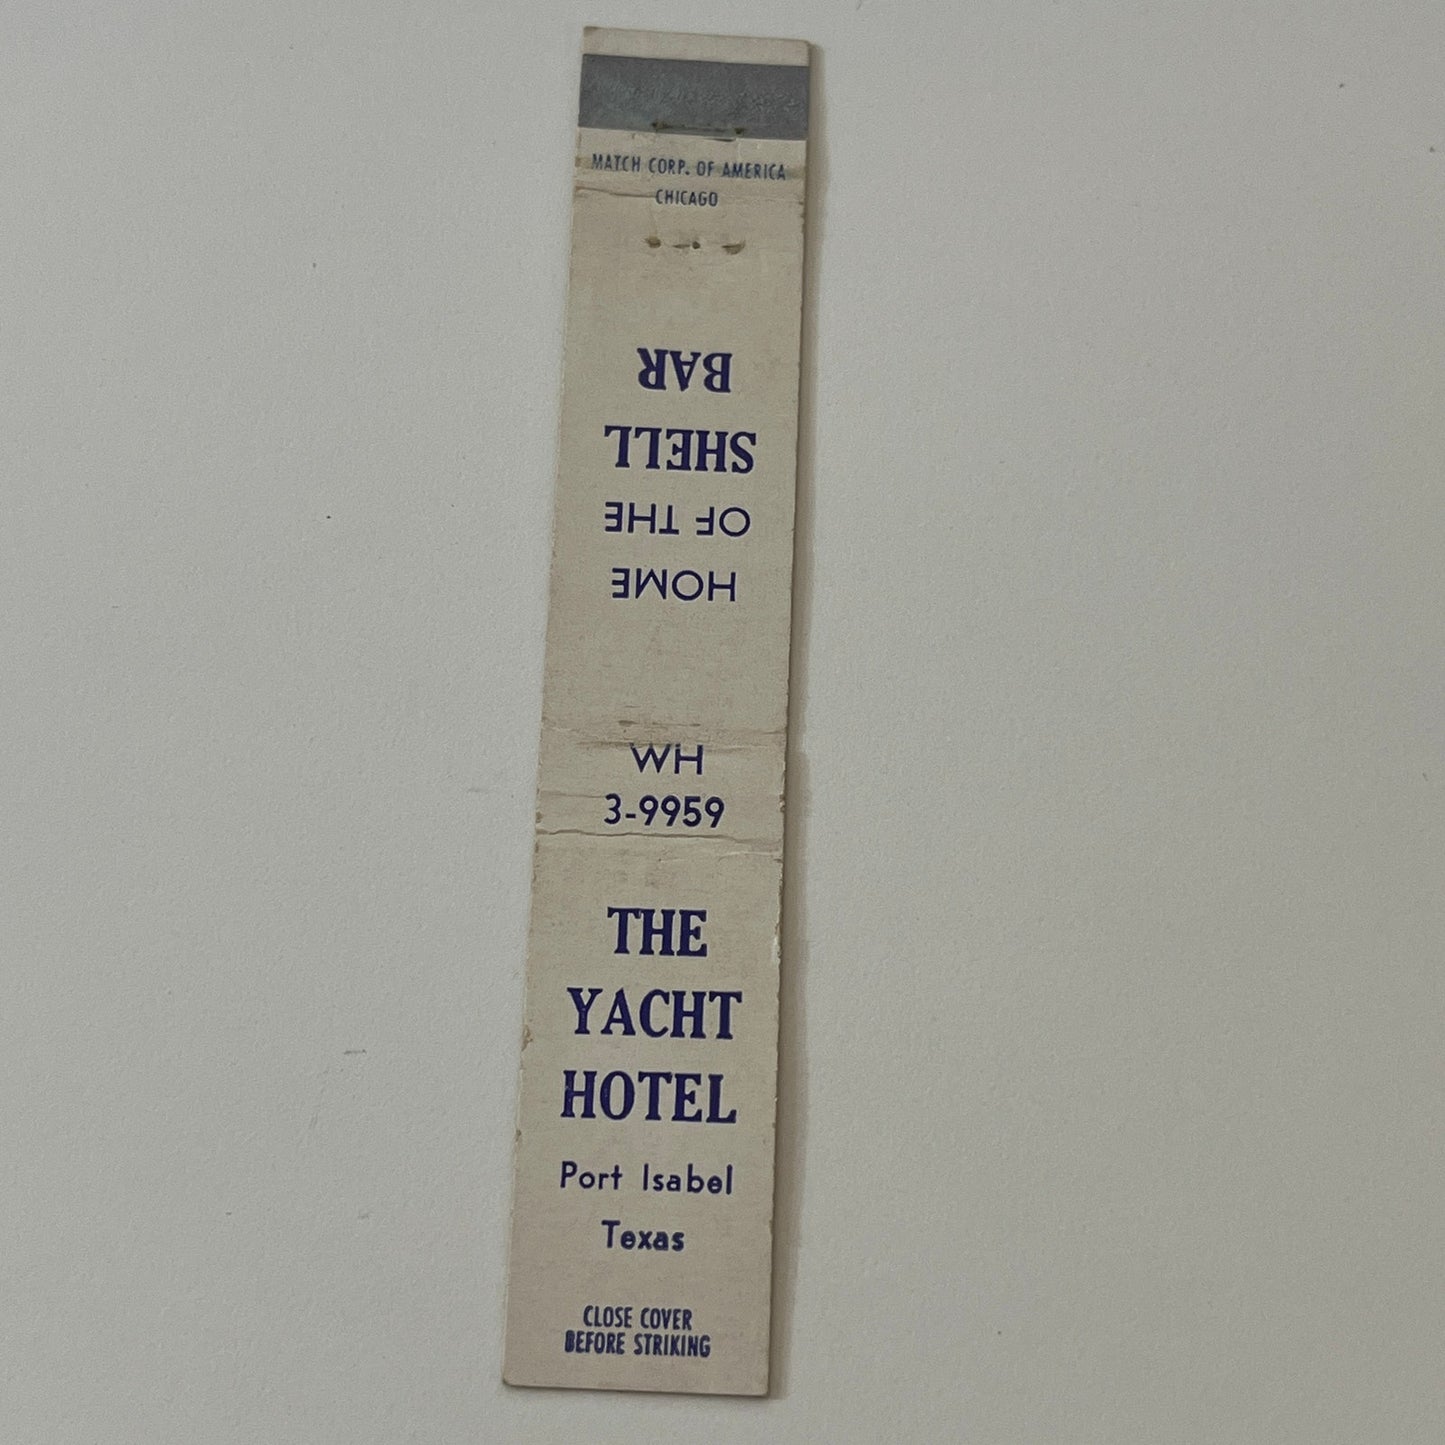 MATCH CORP. OF AMERICA
CHICAGO
HOME
OF THE
SHELL
BAR
WH
3-9959
THE
YACHT
HOTEL
Port Isabel
Texas
CLOSE COVER
BEFORE STRIKING